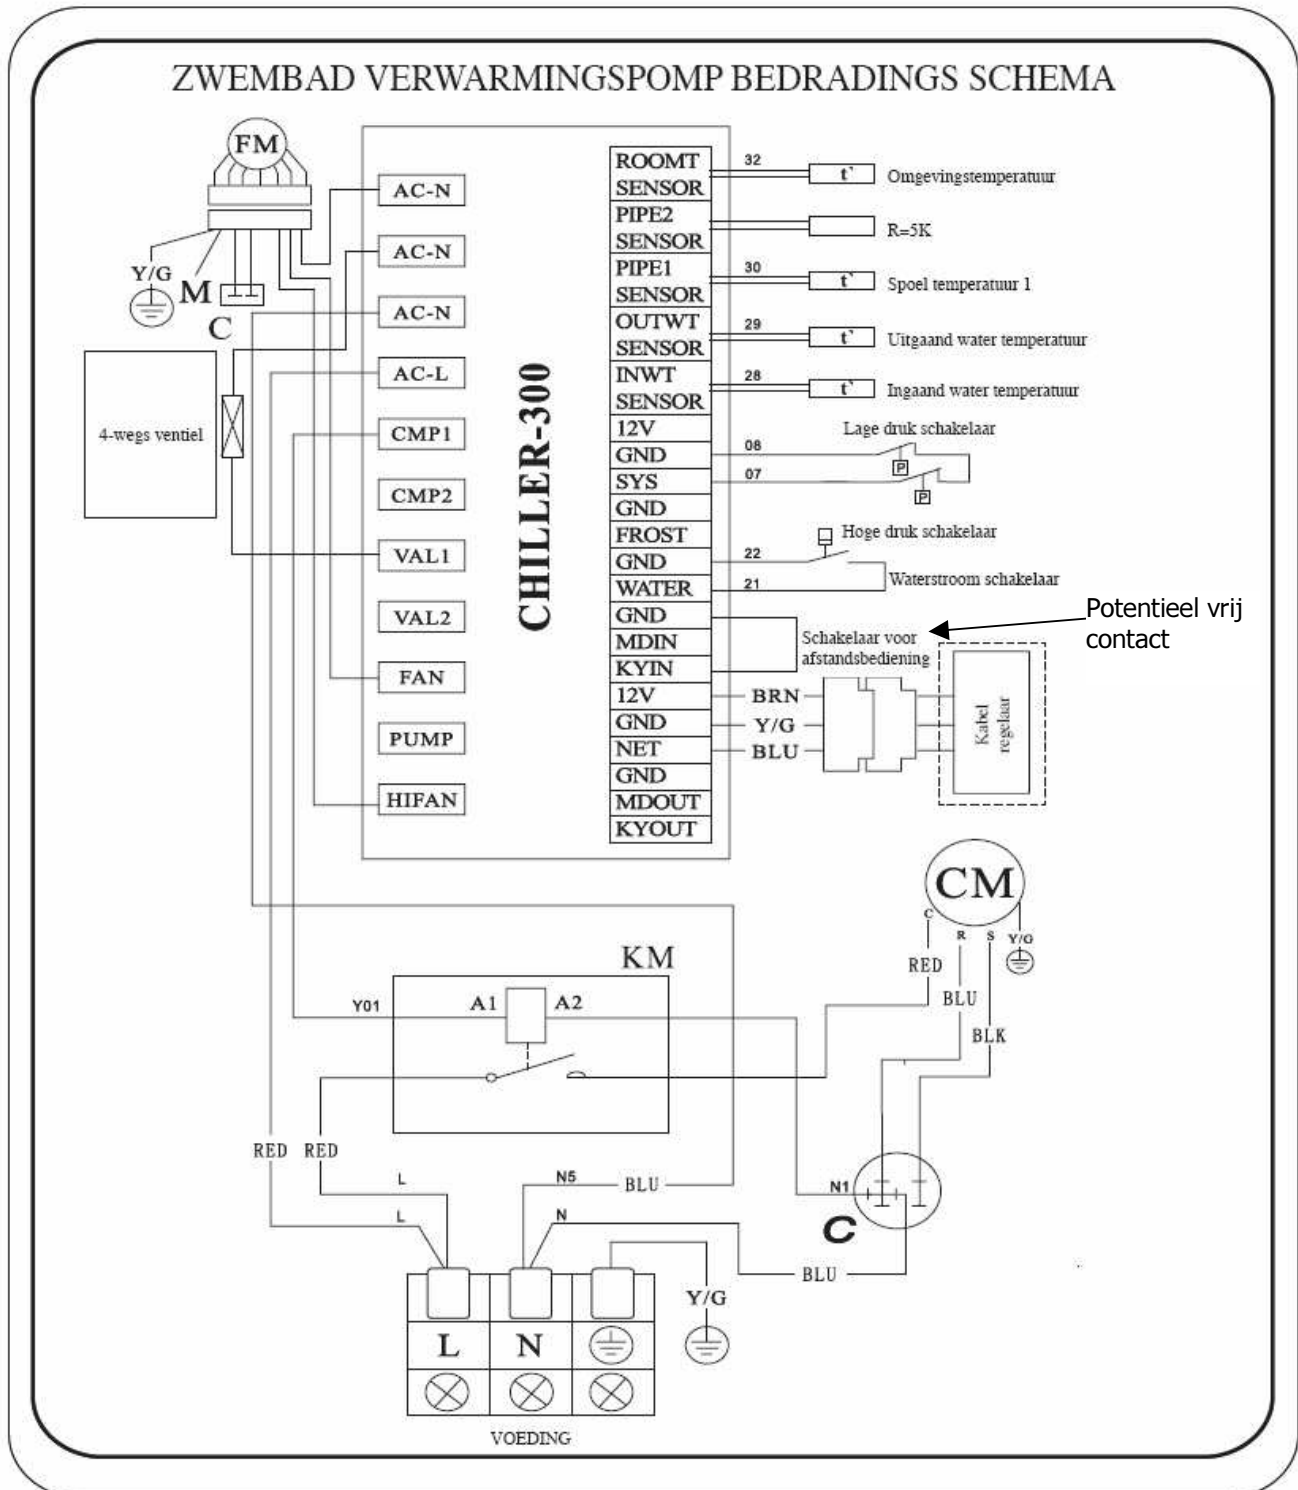 ZWEMBAD VERWARMINGSPOMP BEDRADINGS SCHEMA
FM
Y/G
M
C
4-wegs ventiel
AC-N
AC-N
AC-N
AC-L
CMP1
CMP2
VAL1
VAL2
FAN
PUMP
HIFAN
CHILLER-300
ROOMT
SENSOR
PIPE2
SENSOR
PIPE1
SENSOR
OUTWT
SENSOR
INWT
SENSOR
12V
GND
SYS
GND
FROST
GND
WATER
GND
MDIN
KYIN
12V
GND
NET
GND
MDOUT
KYOUT
32
t` Omgevingstemperatuur
R=5K
30
t` Spoel temperatuur 1
29
t` Uitgaand water temperatuur
28
t` Ingaand water temperatuur
Lage druk schakelaar
08
P
07
P
Hoge druk schakelaar
22
21
Waterstroom schakelaar
Potentieel vrij
contact
Schakelaar voor
afstandsbediening
BRN
Y/G
BLU
Kabel
regelaar
CM
C
R
S
Y/G
RED
BLU
BLK
KM
Y01
A1
A2
RED
RED
L
L
N5
BLU
N
N1
C
BLU
Y/G
L
N
VOEDING